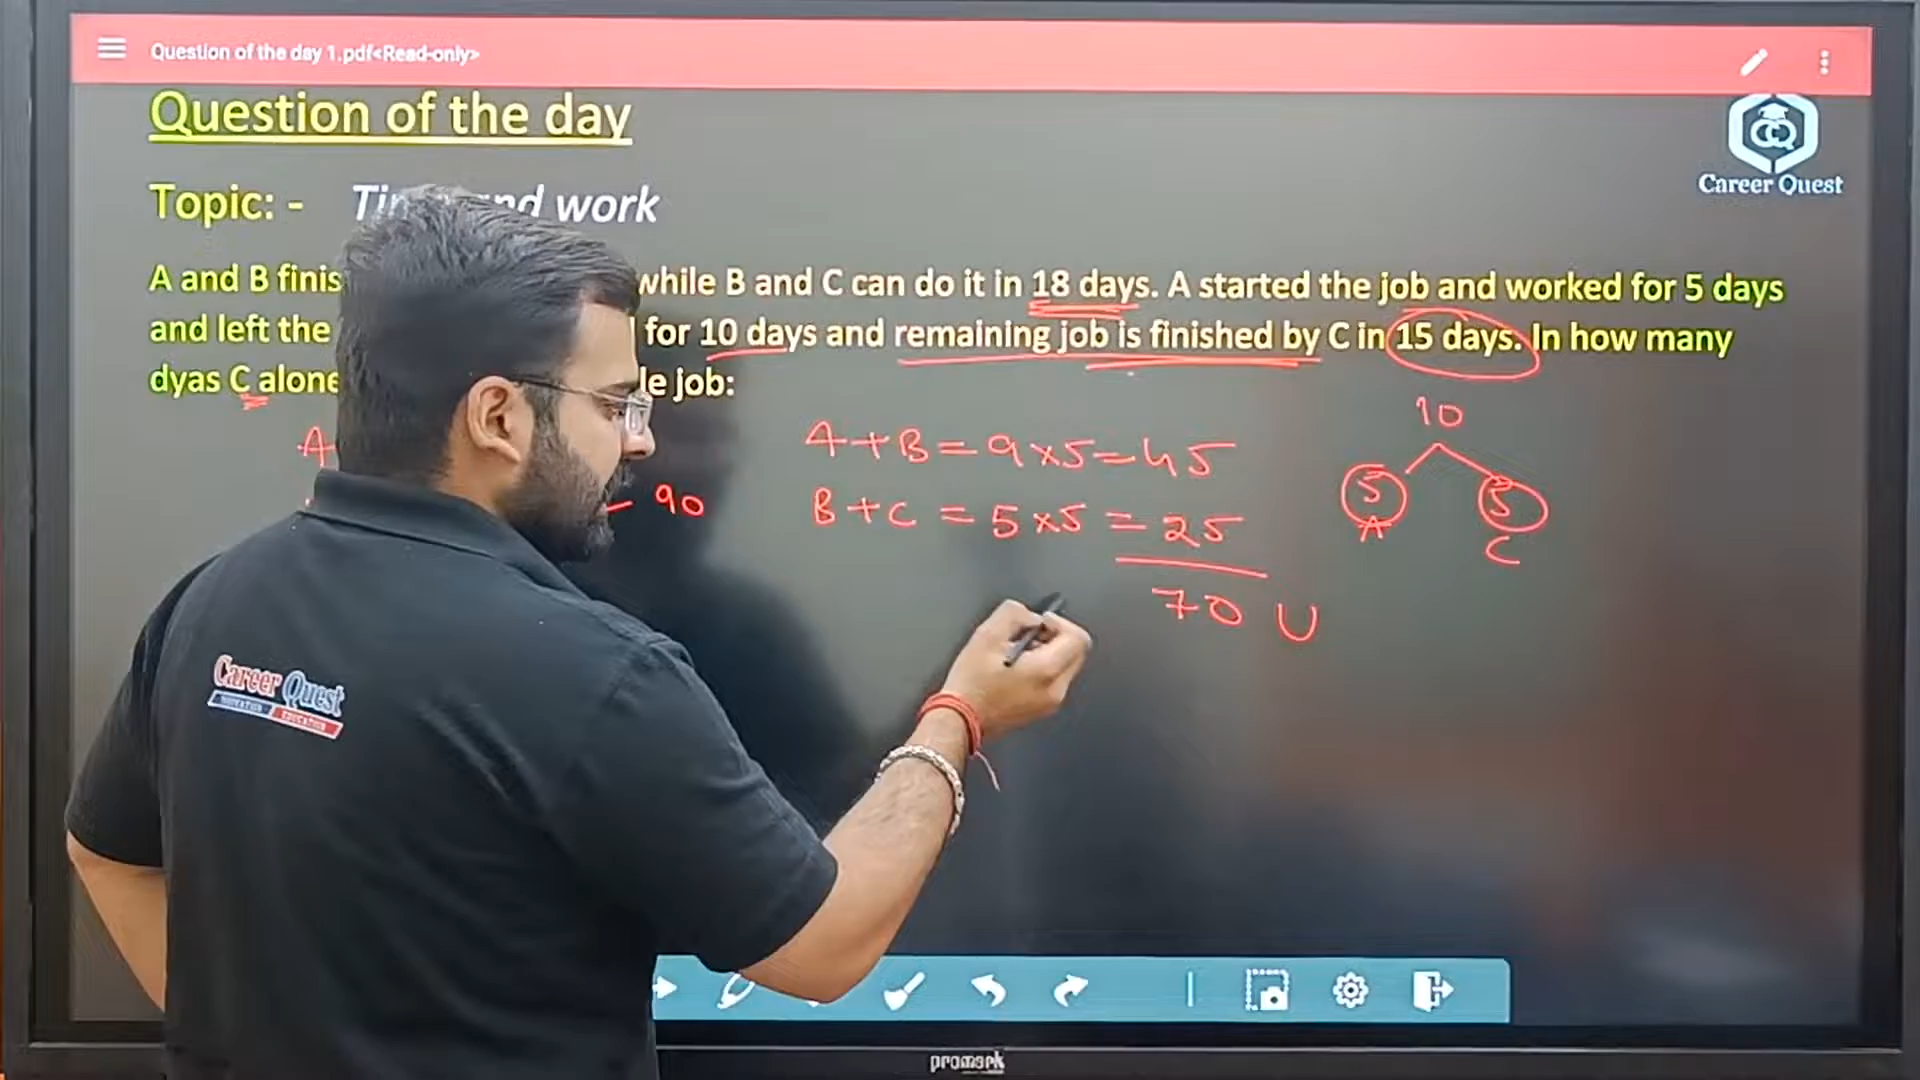 Question of the day 1.pdf<Read-only>
Question of the day
Career Quest
Topic: - and work
A and B while B and C can do it in 18 days. A started the job and worked for 5 days
and left the for 10 days and remaining job is finished by C in 15 days. In how many
dyas C alone job:
10
A+B=9×5=45
5 5
A C
90
B+C=5×5=25
70 U
Career Quest
EDUCATION
promark